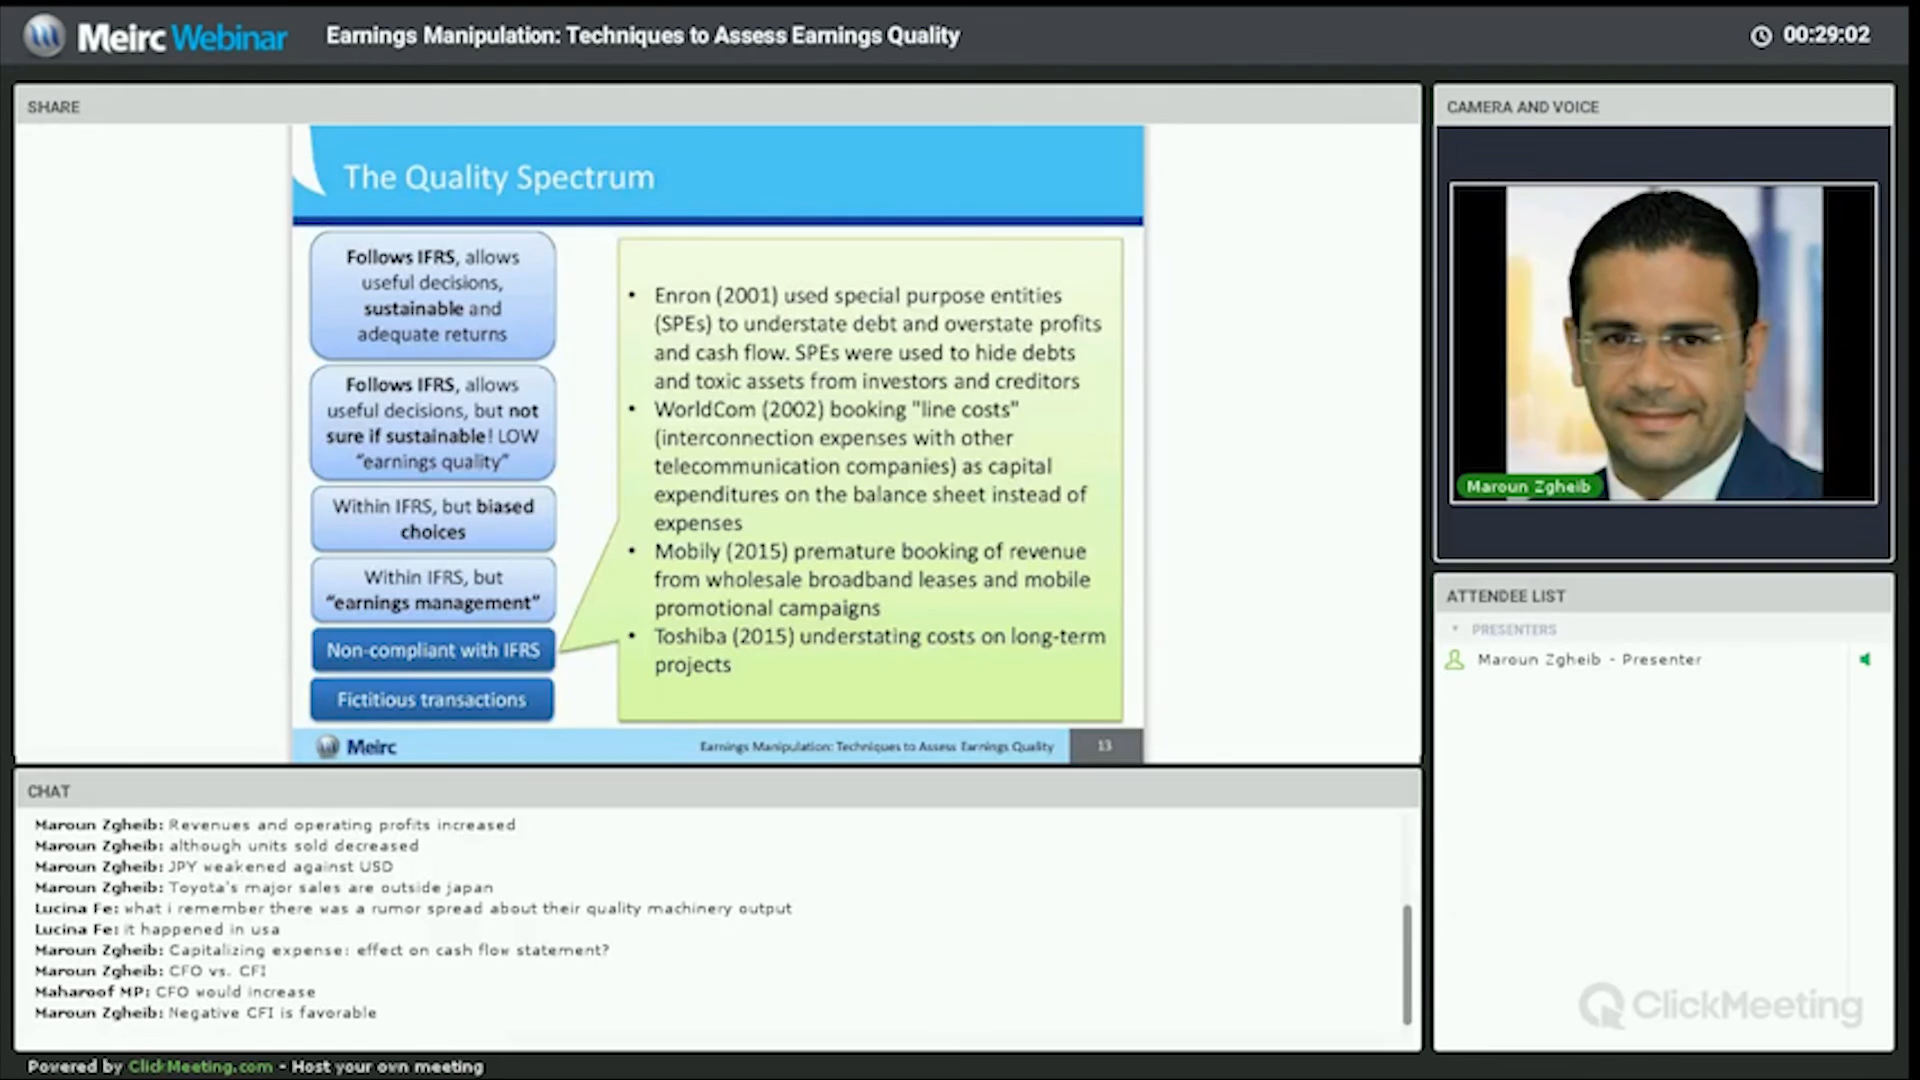 Meirc Webinar
Earnings Manipulation: Techniques to Assess Earnings Quality
00:29:02
SHARE
The Quality Spectrum
Follows IFRS, allows
useful decisions,
sustainable and
adequate returns
Follows IFRS, allows
useful decisions, but not
sure if sustainable! LOW
“earnings quality”
Within IFRS, but biased
choices
Within IFRS, but
“earnings management”
Non-compliant with IFRS
Fictitious transactions
• Enron (2001) used special purpose entities
(SPEs) to understate debt and overstate profits
and cash flow. SPEs were used to hide debts
and toxic assets from investors and creditors
• WorldCom (2002) booking "line costs"
(interconnection expenses with other
telecommunication companies) as capital
expenditures on the balance sheet instead of
expenses
• Mobily (2015) premature booking of revenue
from wholesale broadband leases and mobile
promotional campaigns
• Toshiba (2015) understating costs on long-term
projects
Meirc
Earnings Manipulation: Techniques to Assess Earnings Quality
13
CAMERA AND VOICE
Maroun Zgheib
ATTENDEE LIST
PRESENTERS
Maroun Zgheib - Presenter
CHAT
Maroun Zgheib: Revenues and operating profits increased
Maroun Zgheib: although units sold decreased
Maroun Zgheib: JPY weakened against USD
Maroun Zgheib: Toyota's major sales are outside japan
Lucina Fe: what i remember there was a rumor spread about their quality machinery output
Lucina Fe: it happened in usa
Maroun Zgheib: Capitalizing expense: effect on cash flow statement?
Maroun Zgheib: CFO vs. CFI
Maharoof MP: CFO would increase
Maroun Zgheib: Negative CFI is favorable
ClickMeeting
Powered by ClickMeeting.com - Host your own meeting